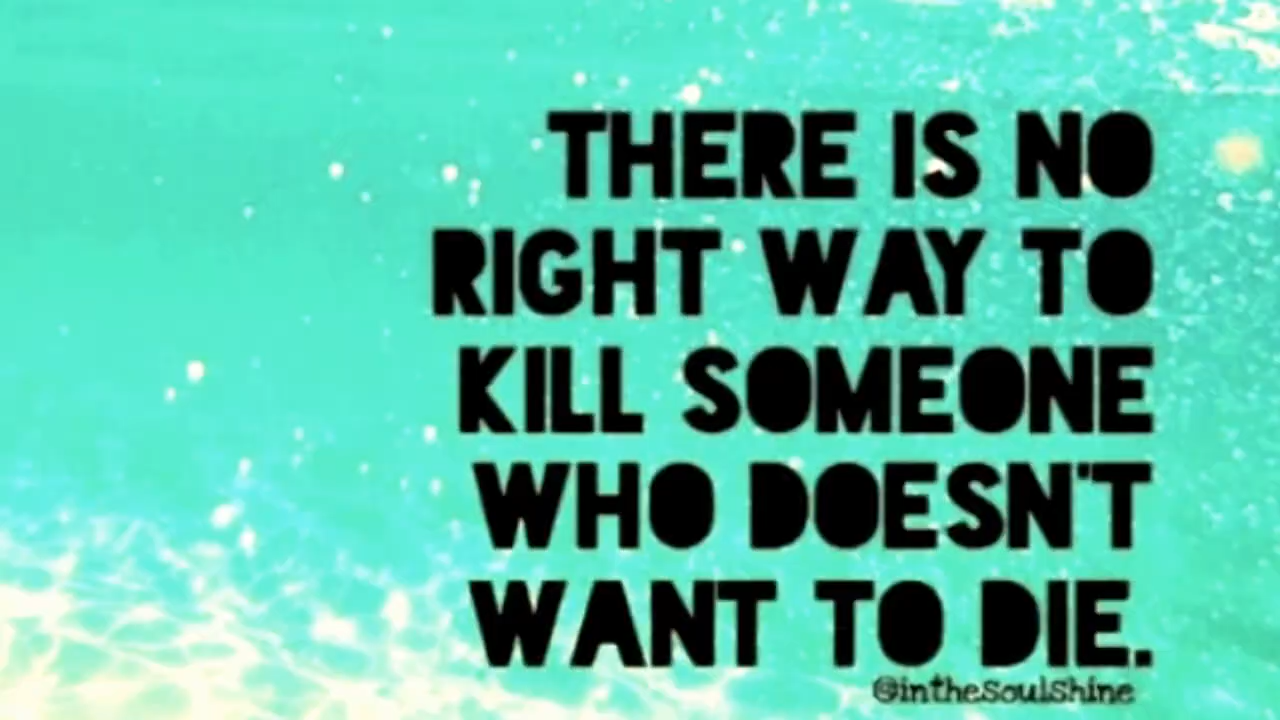 THERE IS NO
RIGHT WAY TO
KILL SOMEONE
WHO DOESN'T
WANT TO DIE.
@inthesoulshine